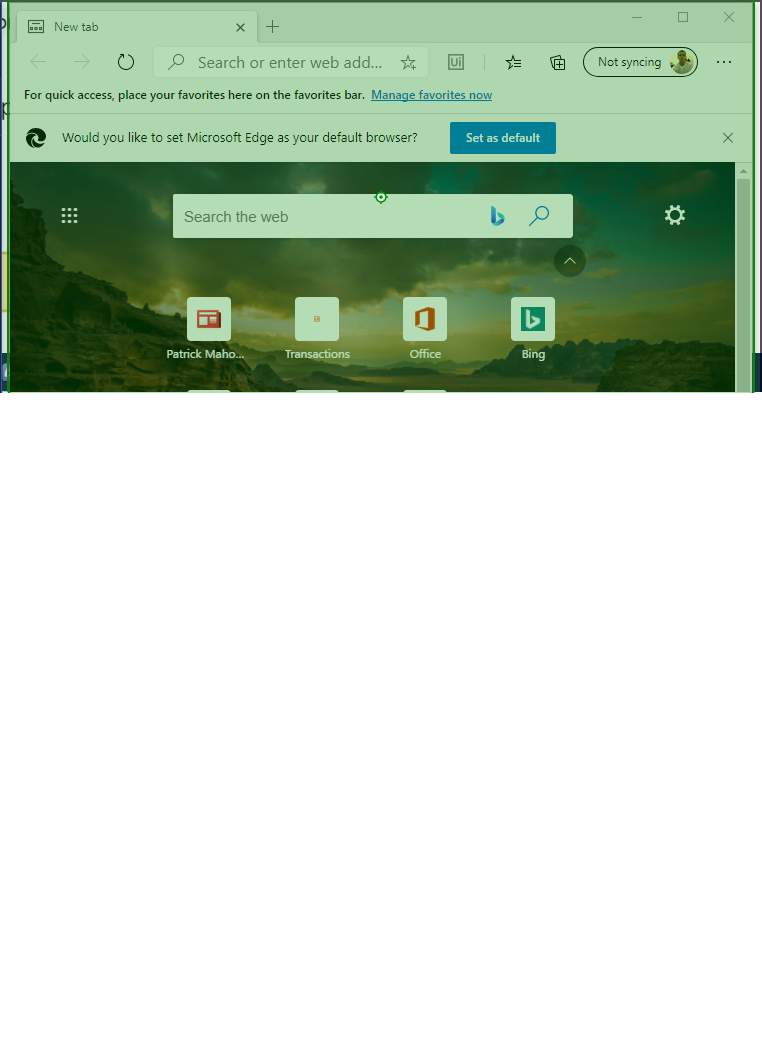 New tab
Search or enter web add...
Ui
Not syncing
For quick access, place your favorites here on the favorites bar. Manage favorites now
Would you like to set Microsoft Edge as your default browser? Set as default
Search the web
Patrick Maho... Transactions Office Bing